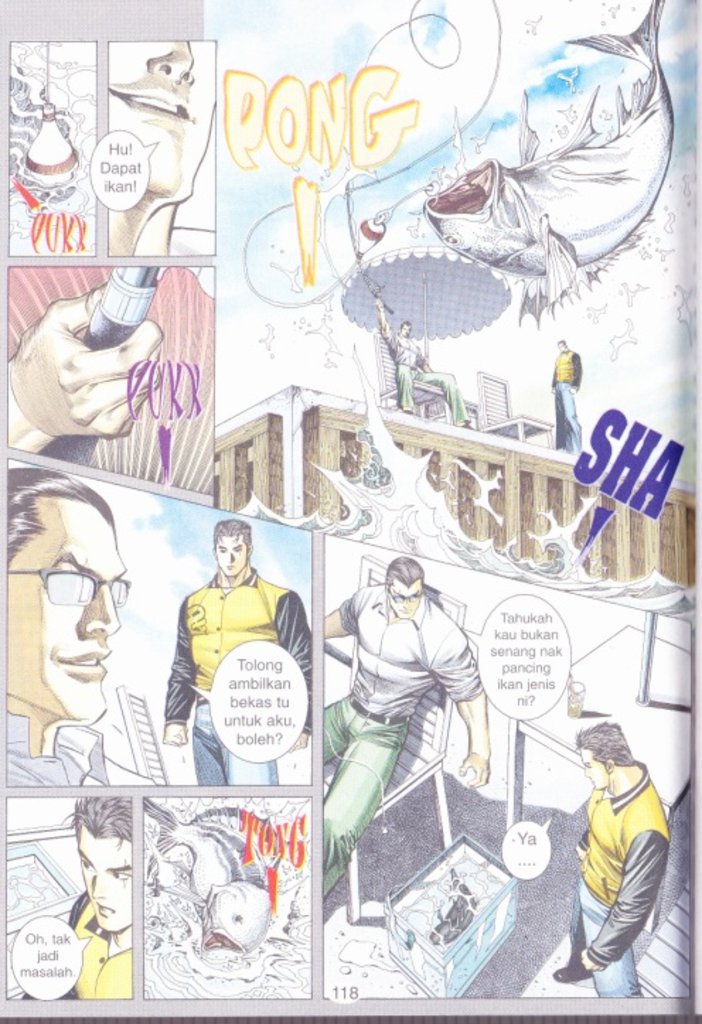 PUKK
Hu!
Dapat
ikan!
PONG
!
PUKK
!
SHA
!
Tolong
ambilkan
bekas tu
untuk aku,
boleh?
Tahukah
kau bukan
senang nak
pancing
ikan jenis
ni?
Ya
....
Oh, tak
jadi
masalah.
TONG
!
118